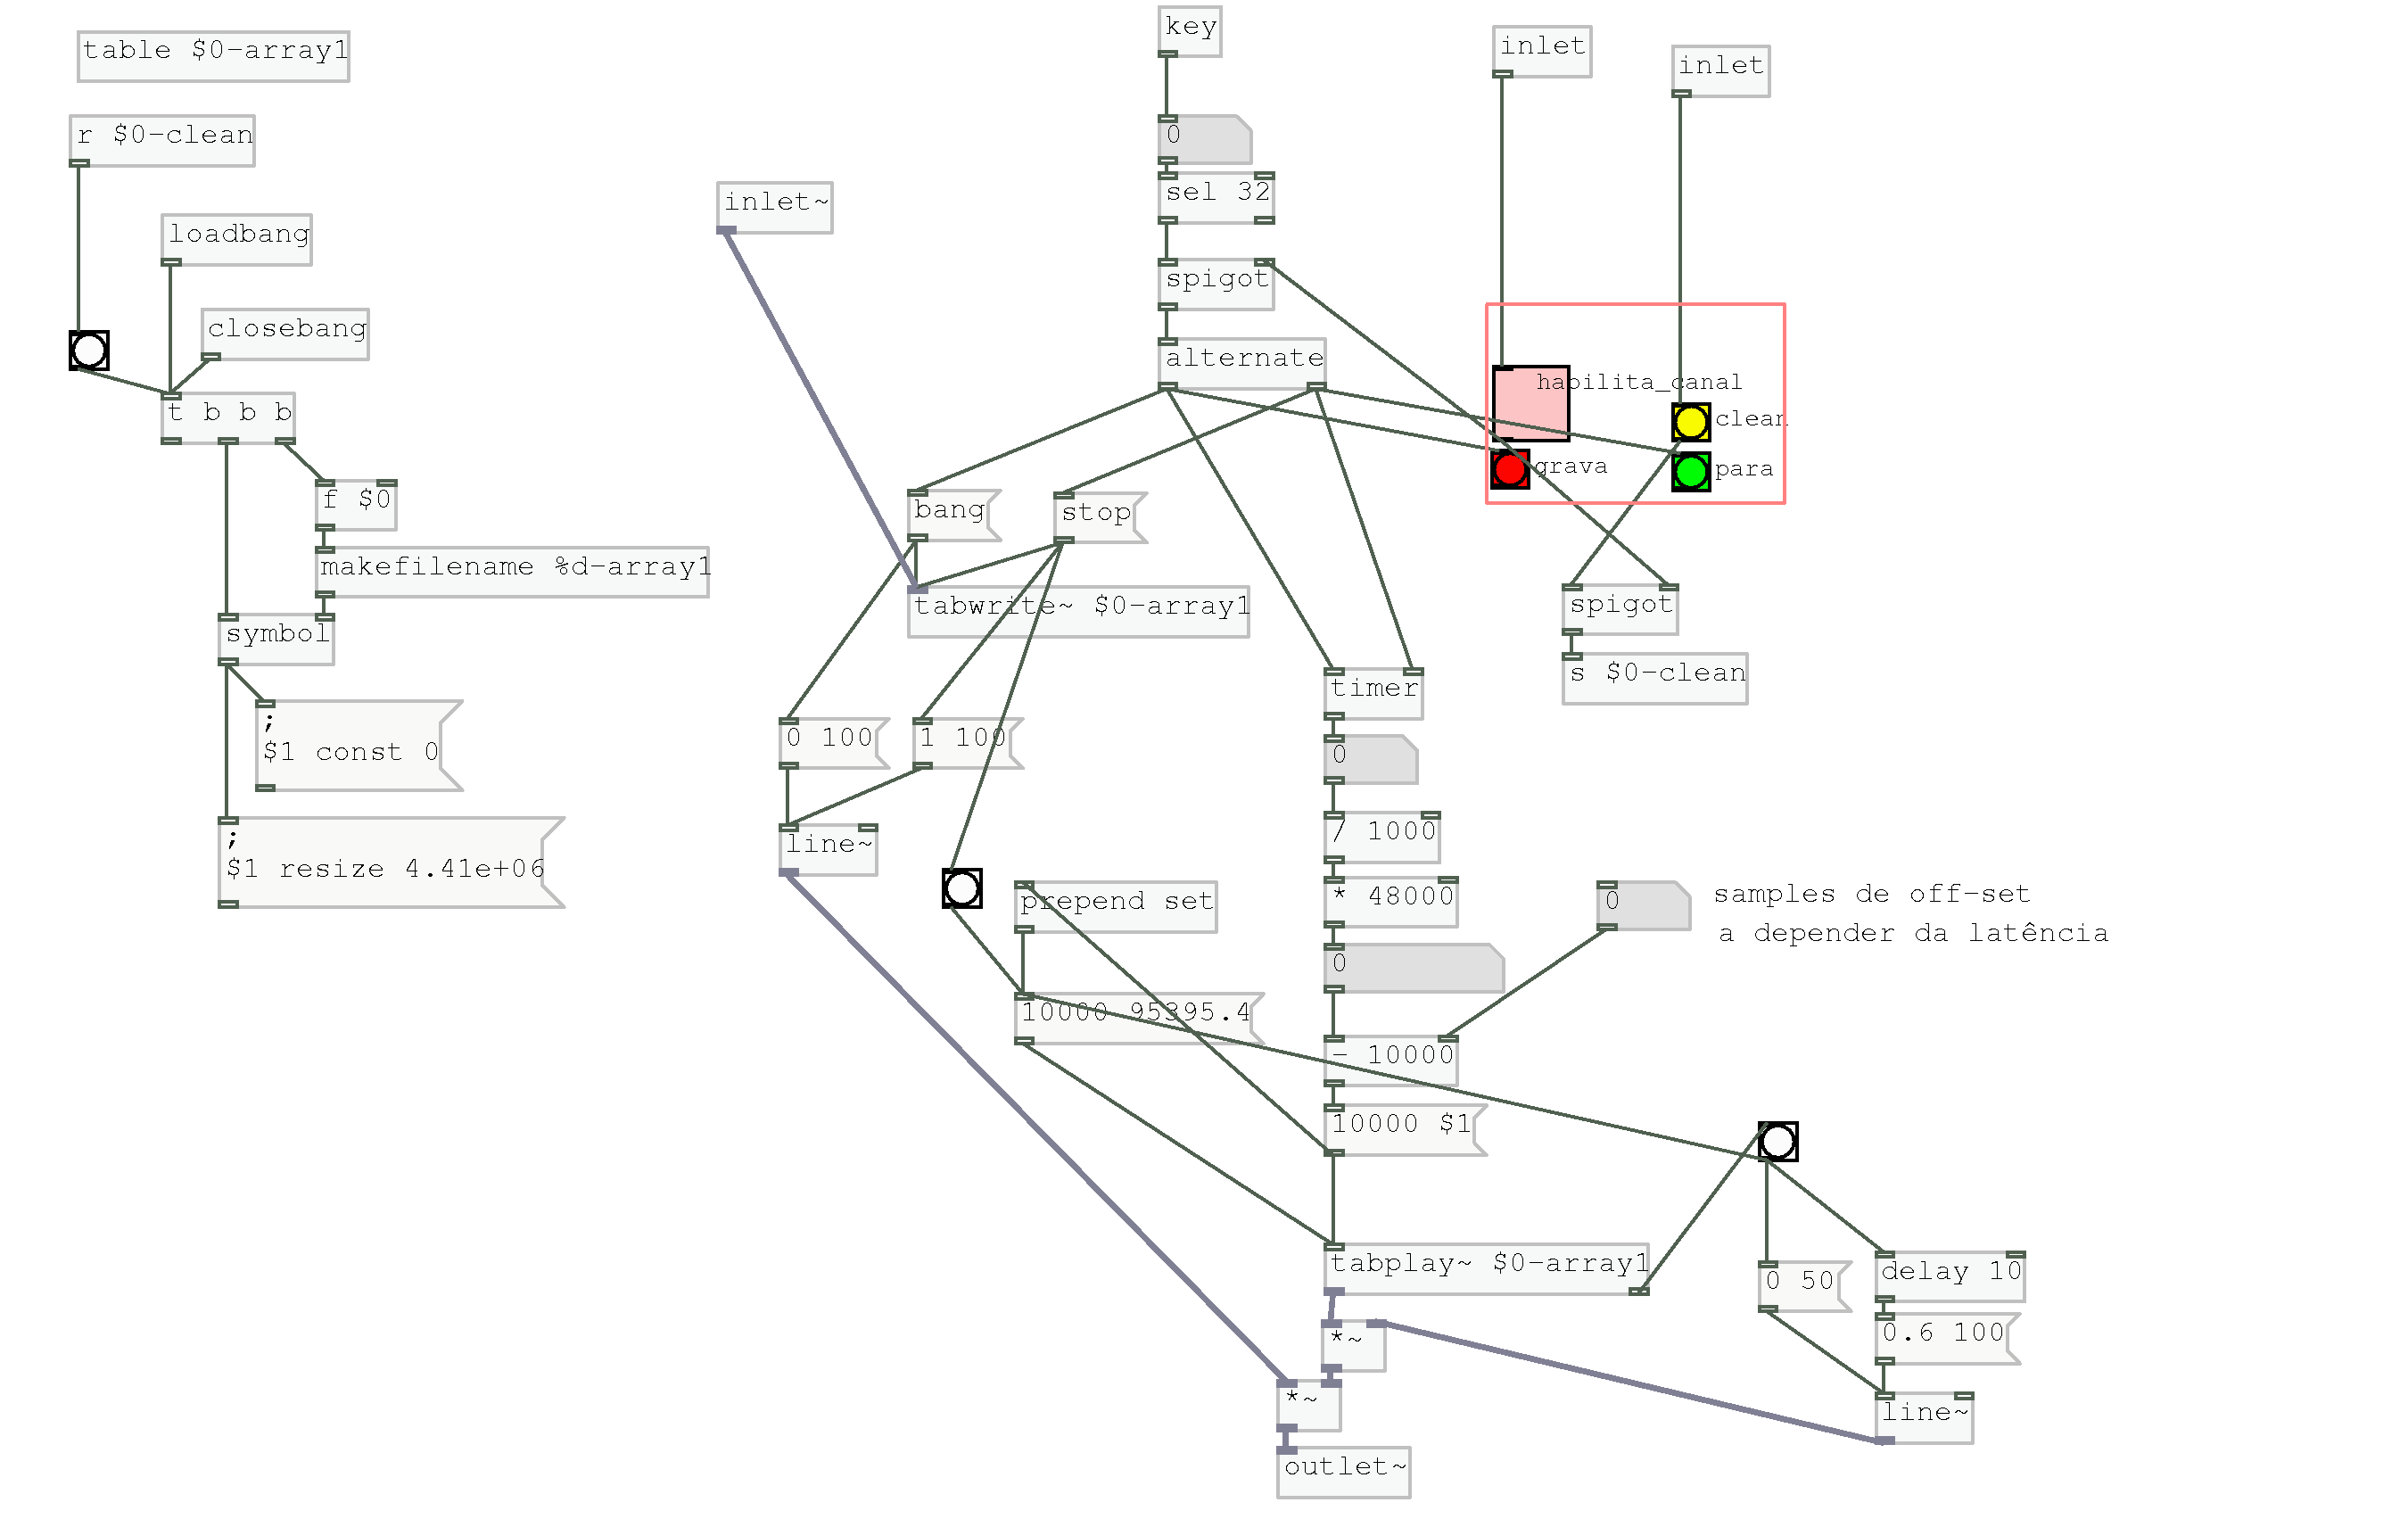 table $0-array1
r $0-clean
loadbang
closebang
t b b b
f $0
makefilename %d-array1
symbol
;
$1 const 0
;
$1 resize 4.41e+06
inlet~
key
0
sel 32
spigot
alternate
bang
stop
tabwrite~ $0-array1
0 100
1 100
line~
prepend set
10000 95395.4
inlet
inlet
habilita_canal
clean
grava
para
spigot
s $0-clean
timer
0
/ 1000
* 48000
0
- 10000
10000 $1
0
samples de off-set
a depender da latência
tabplay~ $0-array1
*~
*~
outlet~
0 50
delay 10
0.6 100
line~